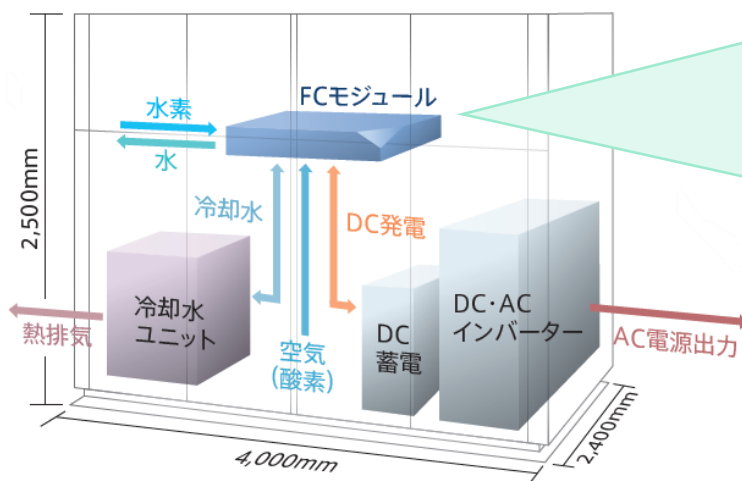 FCモジュール
水素
水
冷却水
DC発電
2,500mm
冷却水
ユニット
熱排気
空気
(酸素)
DC
蓄電
DC・AC
インバーター
AC電源出力
4,000mm
2,400mm